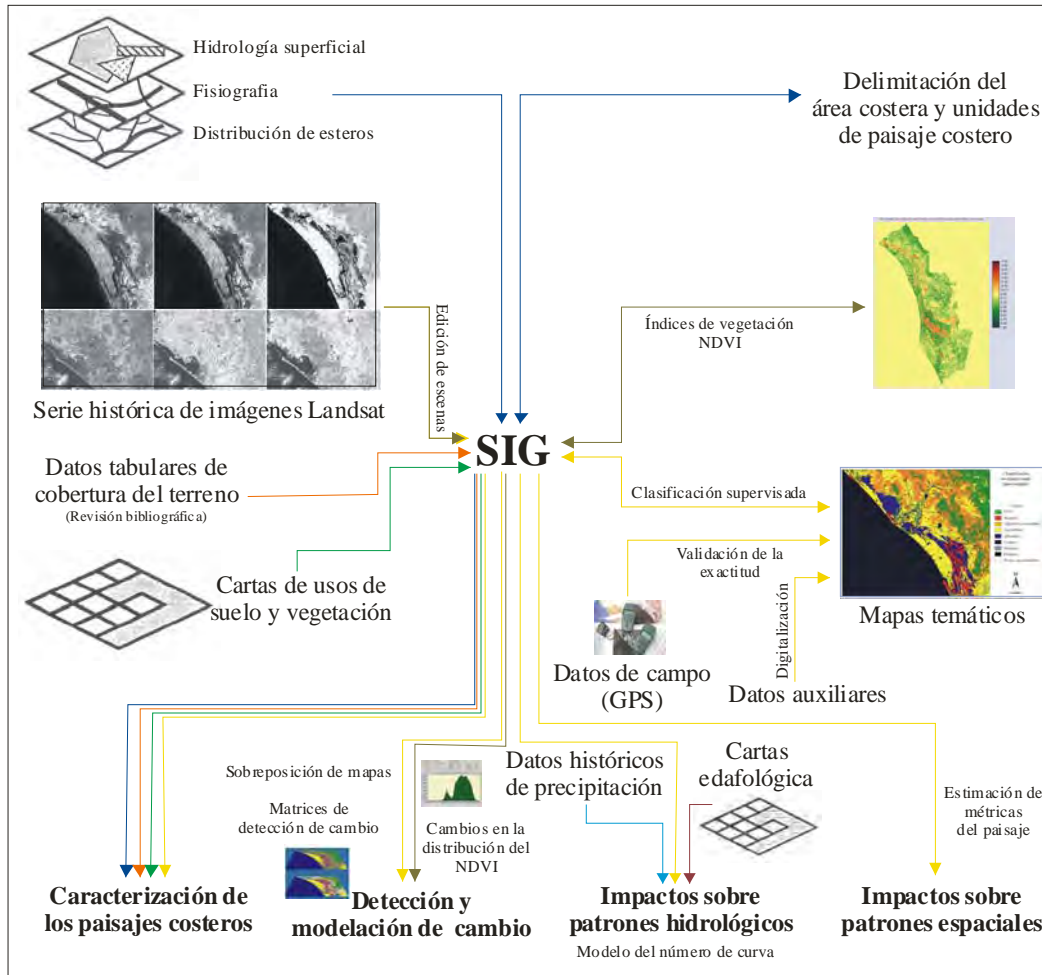 Hidrología superficial
Fisiografia
Distribución de esteros
Delimitación del
área costera y unidades
de paisaje costero
Serie histórica de imágenes Landsat
Edición de escenas
Índices de vegetación
NDVI
SIG
Datos tabulares de
cobertura del terreno
(Revisión bibliográfica)
Clasificación supervisada
Validación de la
exactitud
Mapas temáticos
Cartas de usos de
suelo y vegetación
Datos de campo
(GPS)
Digitalización
Datos auxiliares
Sobreposición de mapas
Matrices de
detección de cambio
Cambios en la
distribución del
NDVI
Datos históricos
de precipitación
Cartas
edafológica
Estimación de
métricas
del paisaje
Caracterización de
los paisajes costeros
Detección y
modelación de cambio
Impactos sobre
patrones hidrológicos
Modelo del número de curva
Impactos sobre
patrones espaciales